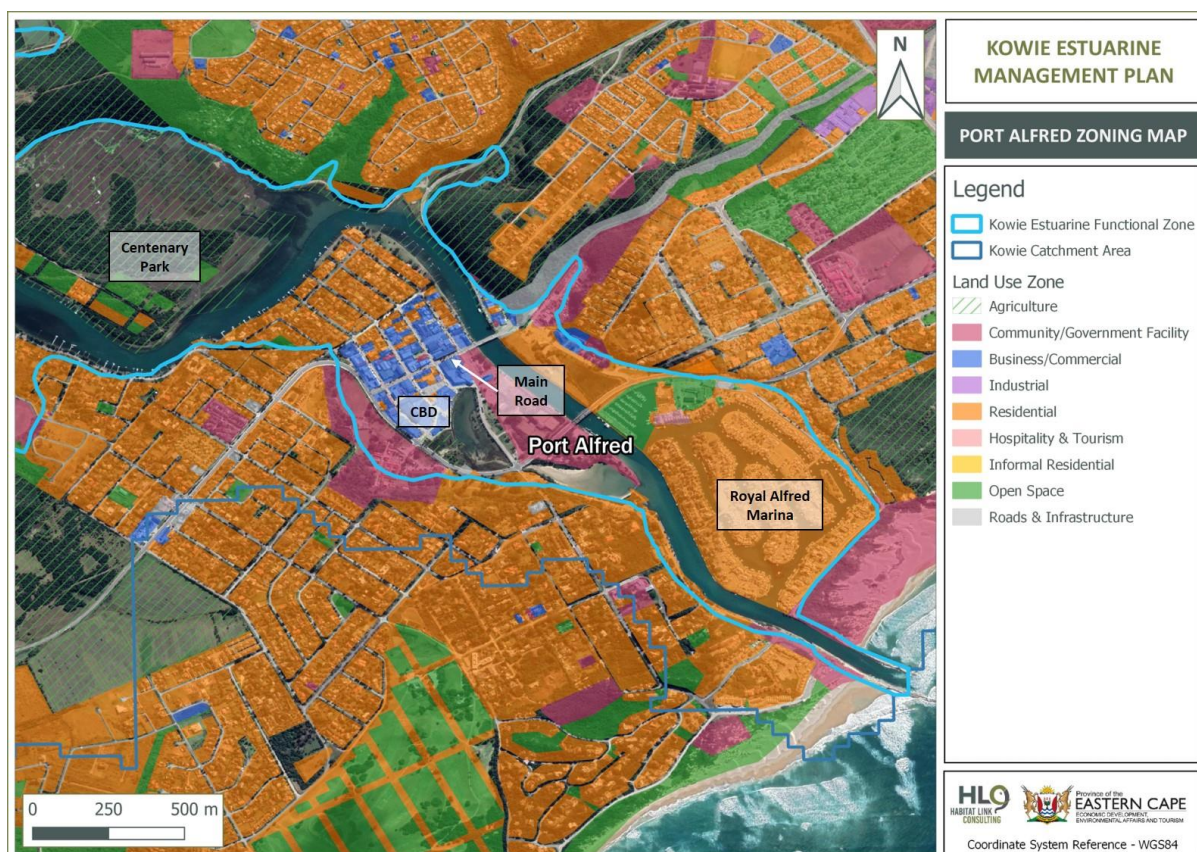 KOWIE ESTUARINE
MANAGEMENT PLAN
PORT ALFRED ZONING MAP
N
Centenary
Park
Main
Road
CBD
Port Alfred
Royal Alfred
Marina
0 250 500 m
Legend
Kowie Estuarine Functional Zone
Kowie Catchment Area
Land Use Zone
Agriculture
Community/Government Facility
Business/Commercial
Industrial
Residential
Hospitality & Tourism
Informal Residential
Open Space
Roads & Infrastructure
HL
HABITAT LINK
CONSULTING
Province of the
EASTERN CAPE
ECONOMIC DEVELOPMENT,
ENVIRONMENTAL AFFAIRS AND TOURISM
Coordinate System Reference - WGS84